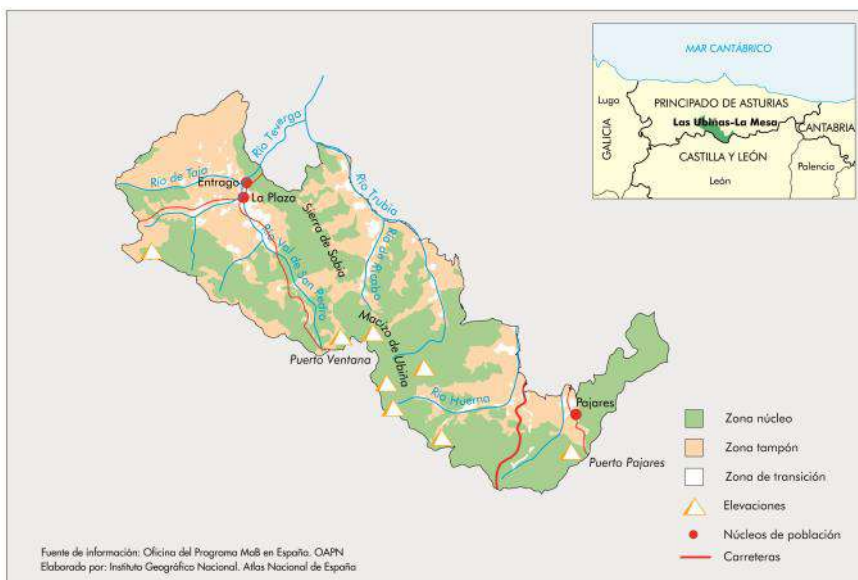 MAR CANTÁBRICO
Lugo
PRINCIPADO DE ASTURIAS
Las Ubiñas-La Mesa
CANTABRIA
GALICIA
CASTILLA Y LEÓN
León
Palencia
Río Teverga
Río de Taja
Entrago
La Plaza
Río Trubia
Sierra de Sobia
Río de Ricabo
Río Val de San Pedro
Macizo de Ubiña
Puerto Ventana
Río Huerna
Pajares
Puerto Pajares
Zona núcleo
Zona tampón
Zona de transición
Elevaciones
Núcleos de población
Carreteras
Fuente de información: Oficina del Programa MaB en España. OAPN
Elaborado por: Instituto Geográfico Nacional. Atlas Nacional de España